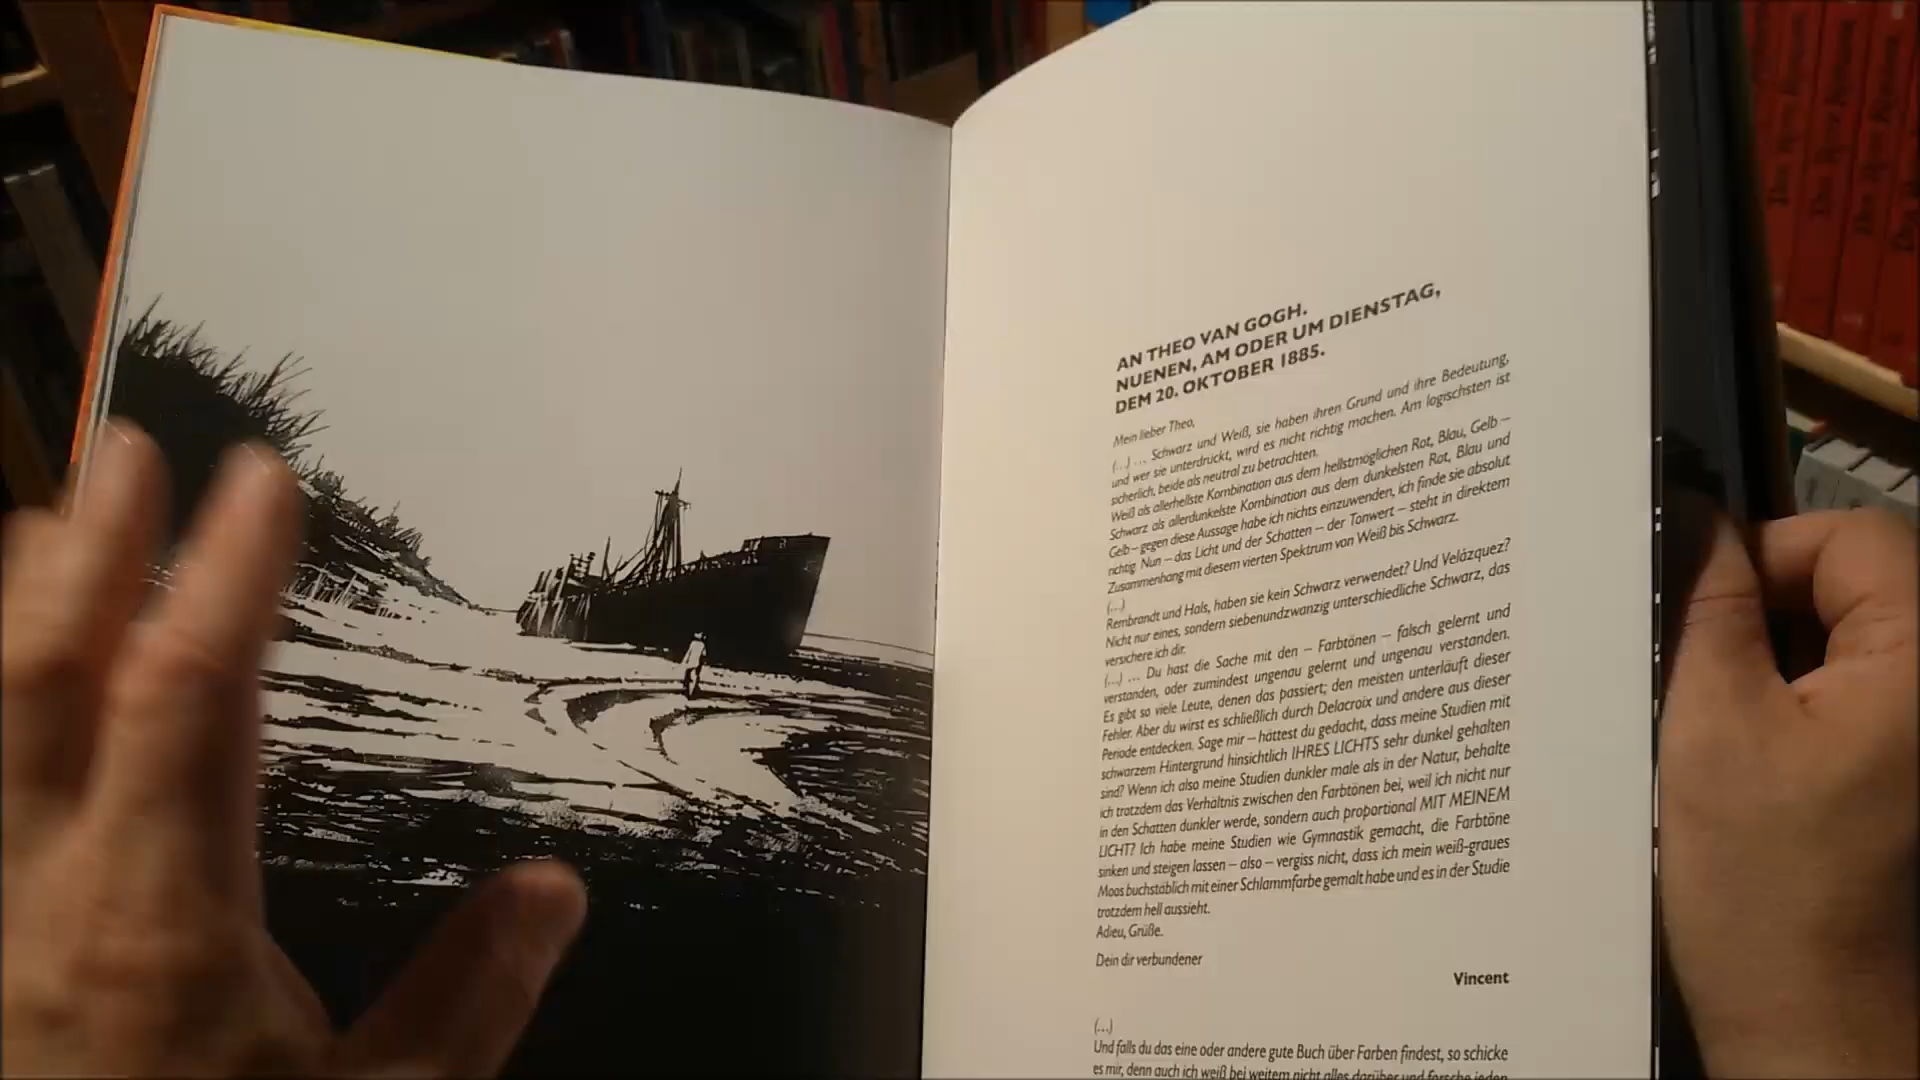 AN THEO VAN GOGH.
NUENEN, AM ODER UM DIENSTAG,
DEM 20. OKTOBER 1885.
Mein lieber Theo,
(...) ... Schwarz und Weiß, sie haben ihren Grund und ihre Bedeutung,
und wer sie unterdrückt, wird es nicht richtig machen. Am logischsten ist
sicherlich, beide als neutral zu betrachten.
Weiß als allerhellste Kombination aus dem hellstmöglichen Rot, Blau, Gelb –
Schwarz als allerdunkelste Kombination aus dem dunkelsten Rot, Blau und
Gelb – gegen diese Aussage habe ich nichts einzuwenden, ich finde sie absolut
richtig. Nun – das Licht und der Schatten – der Tonwert – steht in direktem
Zusammenhang mit diesem vierten Spektrum von Weiß bis Schwarz.
(...)
Rembrandt und Hals, haben sie kein Schwarz verwendet? Und Velázquez?
Nicht nur eines, sondern siebenundzwanzig unterschiedliche Schwarz, das
versichere ich dir.
(...) ... Du hast die Sache mit den – Farbtönen – falsch gelernt und
verstanden, oder zumindest ungenau gelernt und ungenau verstanden.
Es gibt so viele Leute, denen das passiert; den meisten unterläuft dieser
Fehler. Aber du wirst es schließlich durch Delacroix und andere aus dieser
Periode entdecken. Sage mir – hättest du gedacht, dass meine Studien mit
schwarzem Hintergrund hinsichtlich IHRES LICHTS sehr dunkel gehalten
sind? Wenn ich also meine Studien dunkler male als in der Natur, behalte
ich trotzdem das Verhältnis zwischen den Farbtönen bei, weil ich nicht nur
in den Schatten dunkler werde, sondern auch proportional MIT MEINEM
LICHT? Ich habe meine Studien wie Gymnastik gemacht, die Farbtöne
sinken und steigen lassen – also – vergiss nicht, dass ich mein weiß-graues
Moos buchstäblich mit einer Schlammfarbe gemalt habe und es in der Studie
trotzdem hell aussieht.
Adieu, Grüße.
Dein dir verbundener
Vincent
(...)
Und falls du das eine oder andere gute Buch über Farben findest, so schicke
es mir, denn auch ich weiß bei weitem nicht alles darüber und forsche jeden